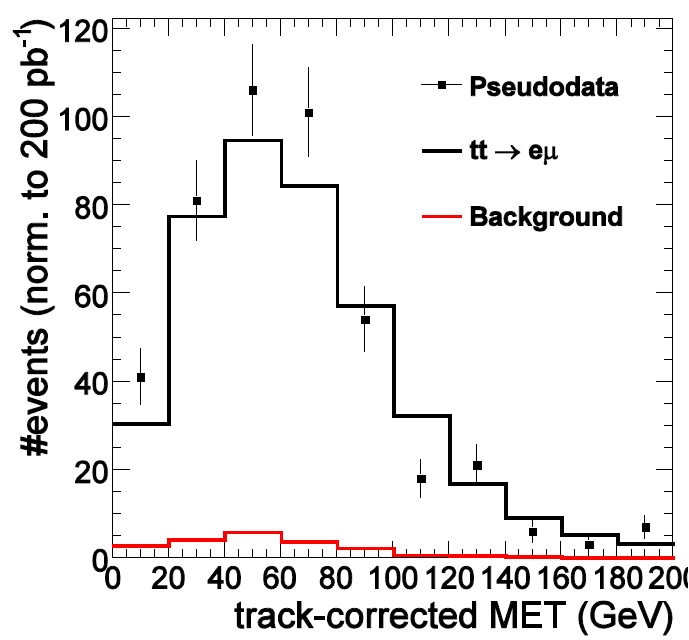 #events (norm. to 200 pb⁻¹)
120
100
80
60
40
20
0
Pseudodata
tt → eμ
Background
0 20 40 60 80 100 120 140 160 180 200
track-corrected MET (GeV)